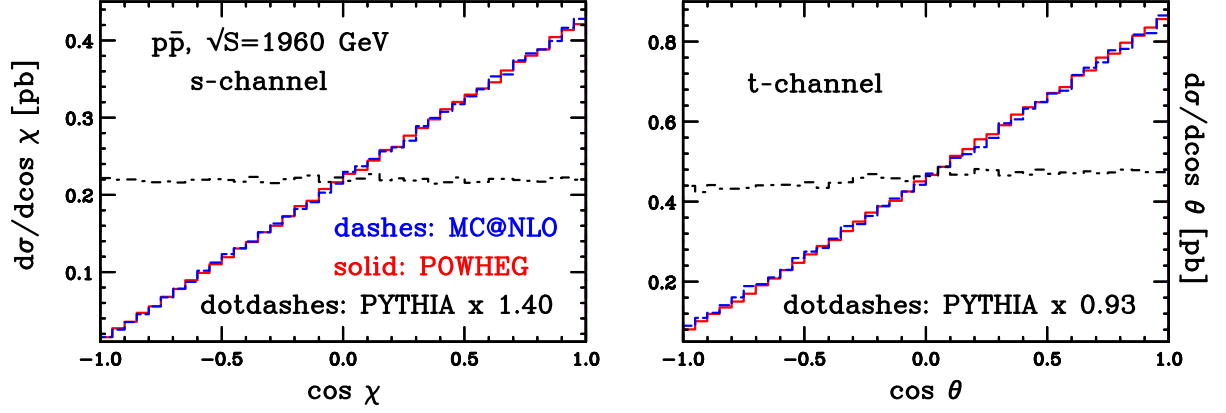 dσ/dcos χ [pb]
0.4
0.3
0.2
0.1
pp̄, √S=1960 GeV
s-channel
dashes: MC@NLO
solid: POWHEG
dotdashes: PYTHIA x 1.40
−1.0 −0.5 0.0 0.5 1.0
cos χ
0.8
0.6
0.4
0.2
t-channel
dotdashes: PYTHIA x 0.93
−1.0 −0.5 0.0 0.5 1.0
cos θ
dσ/dcos θ [pb]